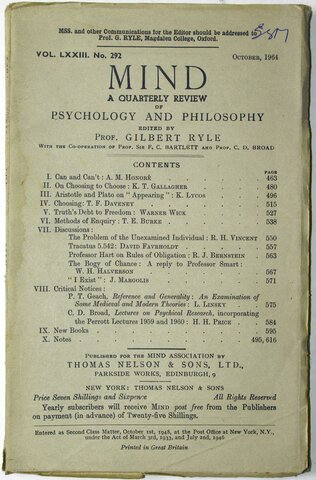 MSS. and other Communications for the Editor should be addressed to
Prof. G. RYLE, Magdalen College, Oxford.
VOL. LXXIII. No. 292 OCTOBER, 1964
MIND
A QUARTERLY REVIEW
OF
PSYCHOLOGY AND PHILOSOPHY
EDITED BY
PROF. GILBERT RYLE
WITH THE CO-OPERATION OF PROF. SIR F. C. BARTLETT AND PROF. C. D. BROAD
CONTENTS
PAGE
I. Can and Can't: A. M. HONORÉ 463
II. On Choosing to Choose: K. T. GALLAGHER 480
III. Aristotle and Plato on "Appearing": K. LYCOS 496
IV. Choosing: T. F. DAVENEY 515
V. Truth's Debt to Freedom: WARNER WICK 527
VI. Methods of Enquiry: T. E. BURKE 538
VII. Discussions:
The Problem of the Unexamined Individual: R. H. VINCENT 550
Tractatus 5.542: DAVID FAVRHOLDT 557
Professor Hart on Rules of Obligation: R. J. BERNSTEIN 563
The Bogy of Chance: A reply to Professor Smart:
W. H. HALVERSON 567
"I Exist": J. MARGOLIS 571
VIII. Critical Notices:
P. T. Geach, Reference and Generality: An Examination of
Some Medieval and Modern Theories: L. LINSKY 575
C. D. Broad, Lectures on Psychical Research, incorporating
the Perrott Lectures 1959 and 1960: H. H. PRICE 584
IX. New Books 595
X. Notes 495, 616
PUBLISHED FOR THE MIND ASSOCIATION BY
THOMAS NELSON & SONS, LTD.,
PARKSIDE WORKS, EDINBURGH, 9
NEW YORK: THOMAS NELSON & SONS
Price Seven Shillings and Sixpence All Rights Reserved
Yearly subscribers will receive MIND post free from the Publishers
on payment (in advance) of Twenty-five Shillings.
Entered as Second Class Matter, October 1st, 1948, at the Post Office at New York, N.Y.,
under the Act of March 3rd, 1933, and July 2nd, 1946
Printed in Great Britain